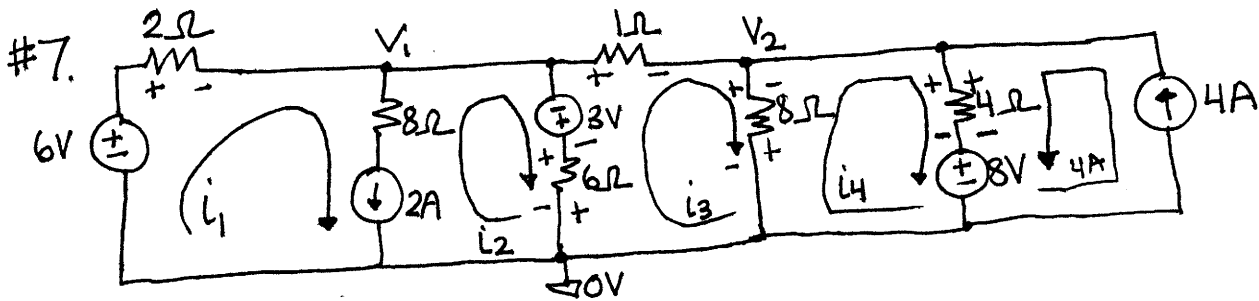 #7.
2Ω
V₁
1Ω
V₂
+ -
+ -
6V
+
-
8Ω
2A
-
+
3V
-
+
6Ω
-
+
+ -
8Ω
-
+
+ +
4Ω
- -
+
-
8V
4A
4A
i₁
i₂
i₃
i₄
0V